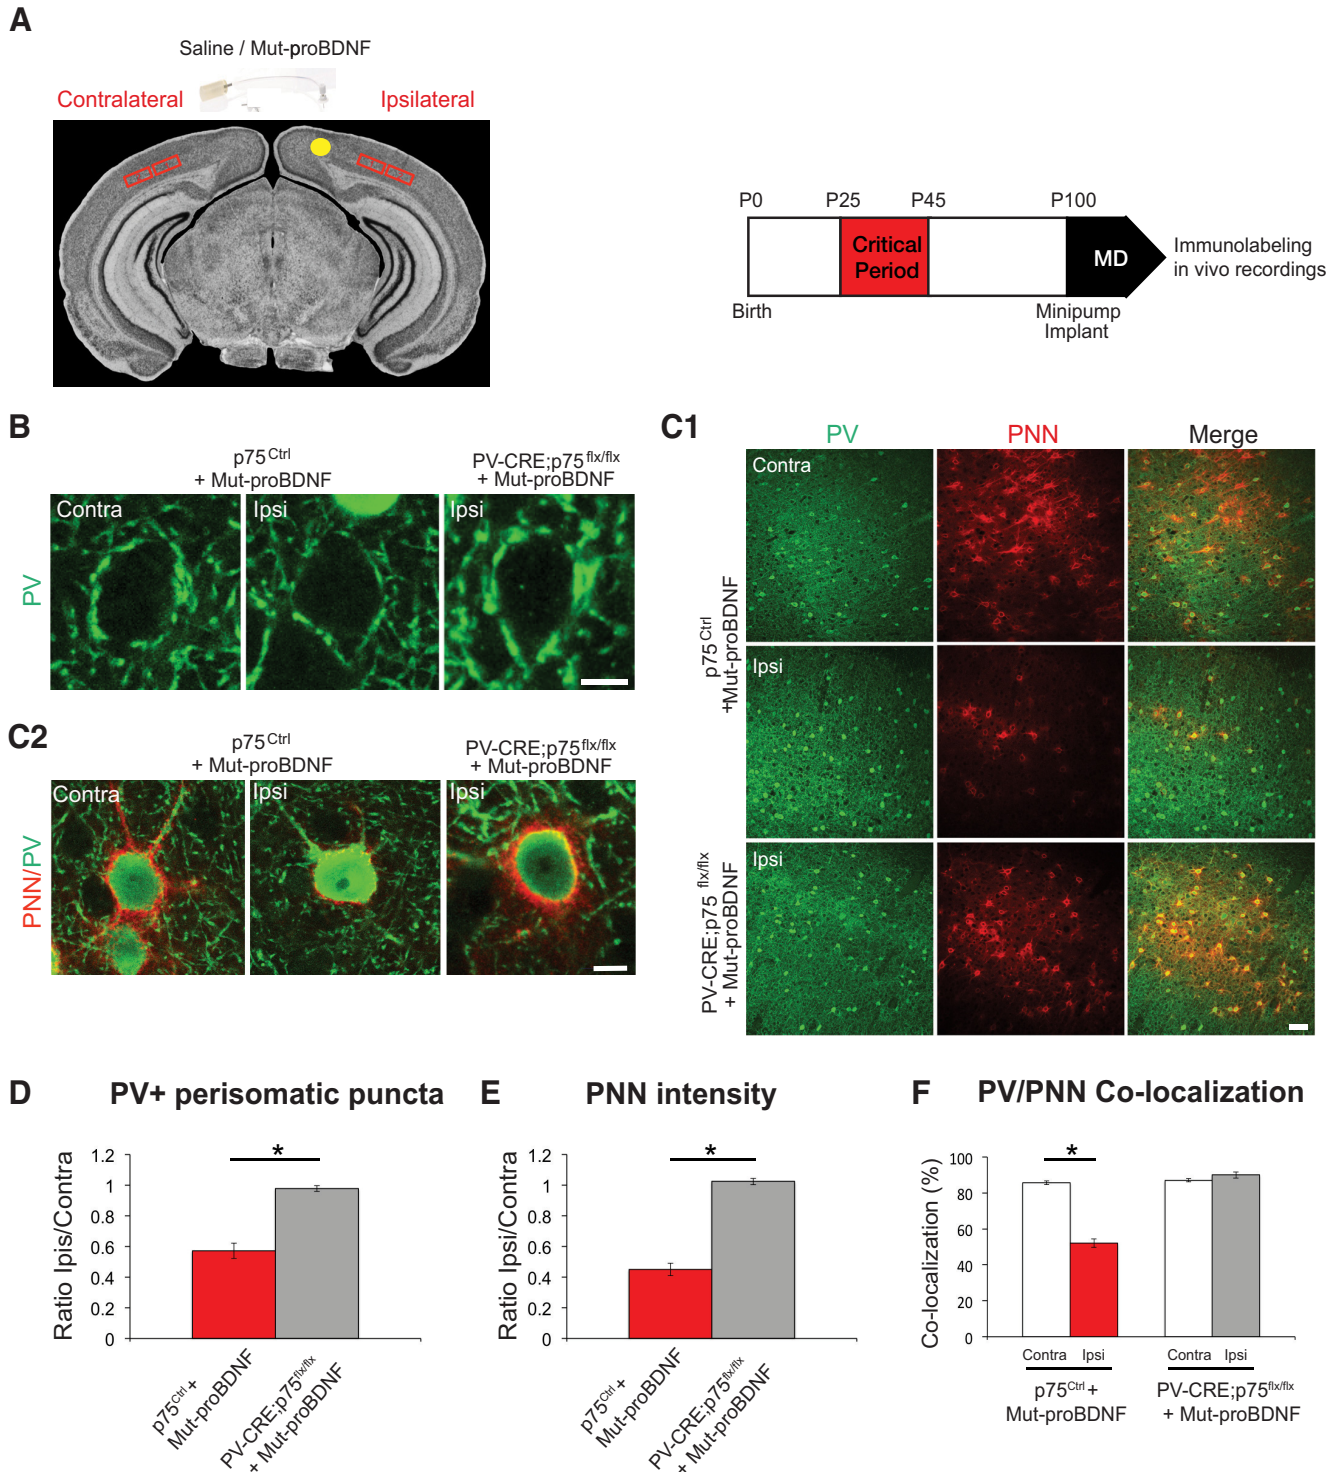 A
Saline / Mut-proBDNF
Contralateral
Ipsilateral
P0
P25
P45
P100
Critical
Period
MD
Immunolabeling
in vivo recordings
Birth
Minipump
Implant
B
p75Ctrl
+ Mut-proBDNF
PV-CRE;p75flx/flx
+ Mut-proBDNF
Contra
Ipsi
Ipsi
PV
C1
PV
PNN
Merge
Contra
Ipsi
Ipsi
p75Ctrl
+Mut-proBDNF
PV-CRE;p75 flx/flx
+ Mut-proBDNF
C2
p75Ctrl
+ Mut-proBDNF
PV-CRE;p75flx/flx
+ Mut-proBDNF
Contra
Ipsi
Ipsi
PNN/PV
D
PV+ perisomatic puncta
Ratio Ipis/Contra
1.2
1
0.8
0.6
0.4
0.2
0
*
p75Ctrl +
Mut-proBDNF
PV-CRE;p75flx/flx
+ Mut-proBDNF
E
PNN intensity
Ratio Ipsi/Contra
1.2
1
0.8
0.6
0.4
0.2
0
*
p75Ctrl +
Mut-proBDNF
PV-CRE;p75flx/flx
+ Mut-proBDNF
F
PV/PNN Co-localization
Co-localization (%)
100
80
60
40
20
0
*
Contra
Ipsi
Contra
Ipsi
p75Ctrl +
Mut-proBDNF
PV-CRE;p75flx/flx
+ Mut-proBDNF